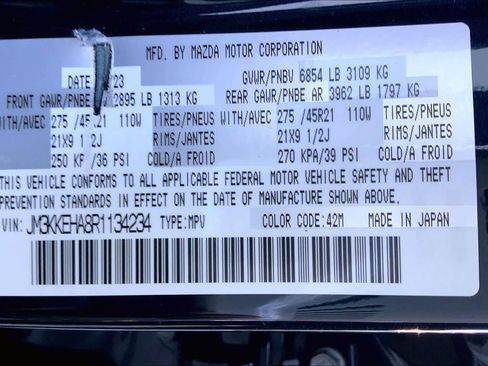 MFD. BY MAZDA MOTOR CORPORATION
DATE 23 GVWR/PNBV 6854 LB 3109 KG
FRONT GAWR/PNBE 2895 LB 1313 KG REAR GAWR/PNBE AR 3962 LB 1797 KG
WITH/AVEC 275 /45R21 110W TIRES/PNEUS WITH/AVEC 275 /45R21 110W TIRES/PNEUS
21X9 1/2J RIMS/JANTES 21X9 1/2J RIMS/JANTES
250 KF /36 PSI COLD/A FROID 270 KPA/39 PSI COLD/A FROID
THIS VEHICLE CONFORMS TO ALL APPLICABLE FEDERAL MOTOR VEHICLE SAFETY AND THEFT
PREVENTION STANDARDS IN EFFECT ON THE DATE OF MANUFACTURE SHOWN ABOVE.
VIN: JM3KKEHA8R1134234 TYPE:MPV COLOR CODE:42M MADE IN JAPAN